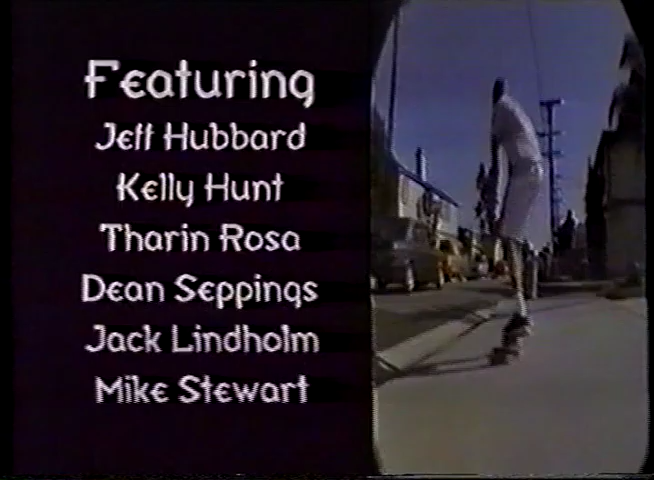 Featuring
Jeff Hubbard
Kelly Hunt
Tharin Rosa
Dean Seppings
Jack Lindholm
Mike Stewart